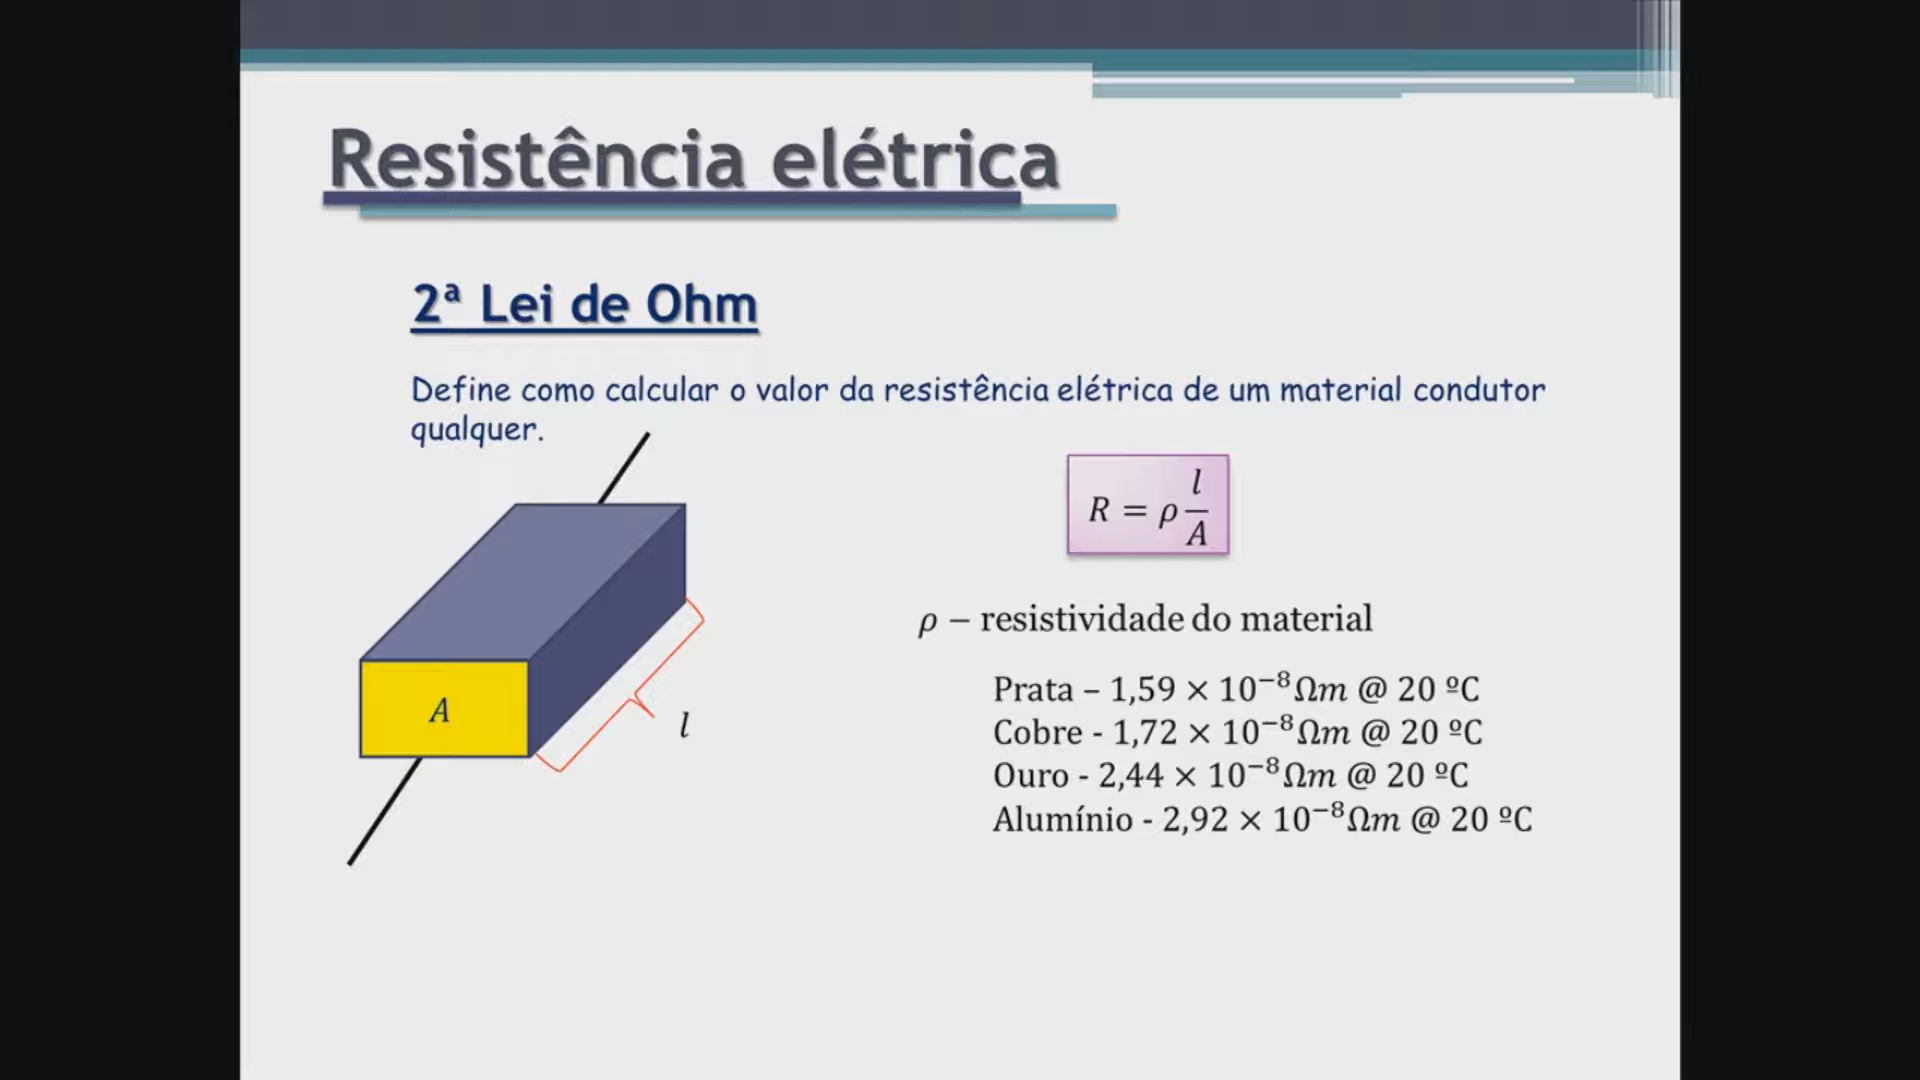 Resistência elétrica
2ª Lei de Ohm
Define como calcular o valor da resistência elétrica de um material condutor
qualquer.
R = ρ l/A
ρ – resistividade do material
Prata – 1,59 × 10⁻⁸Ωm @ 20 ºC
Cobre - 1,72 × 10⁻⁸Ωm @ 20 ºC
Ouro - 2,44 × 10⁻⁸Ωm @ 20 ºC
Alumínio - 2,92 × 10⁻⁸Ωm @ 20 ºC
A
l